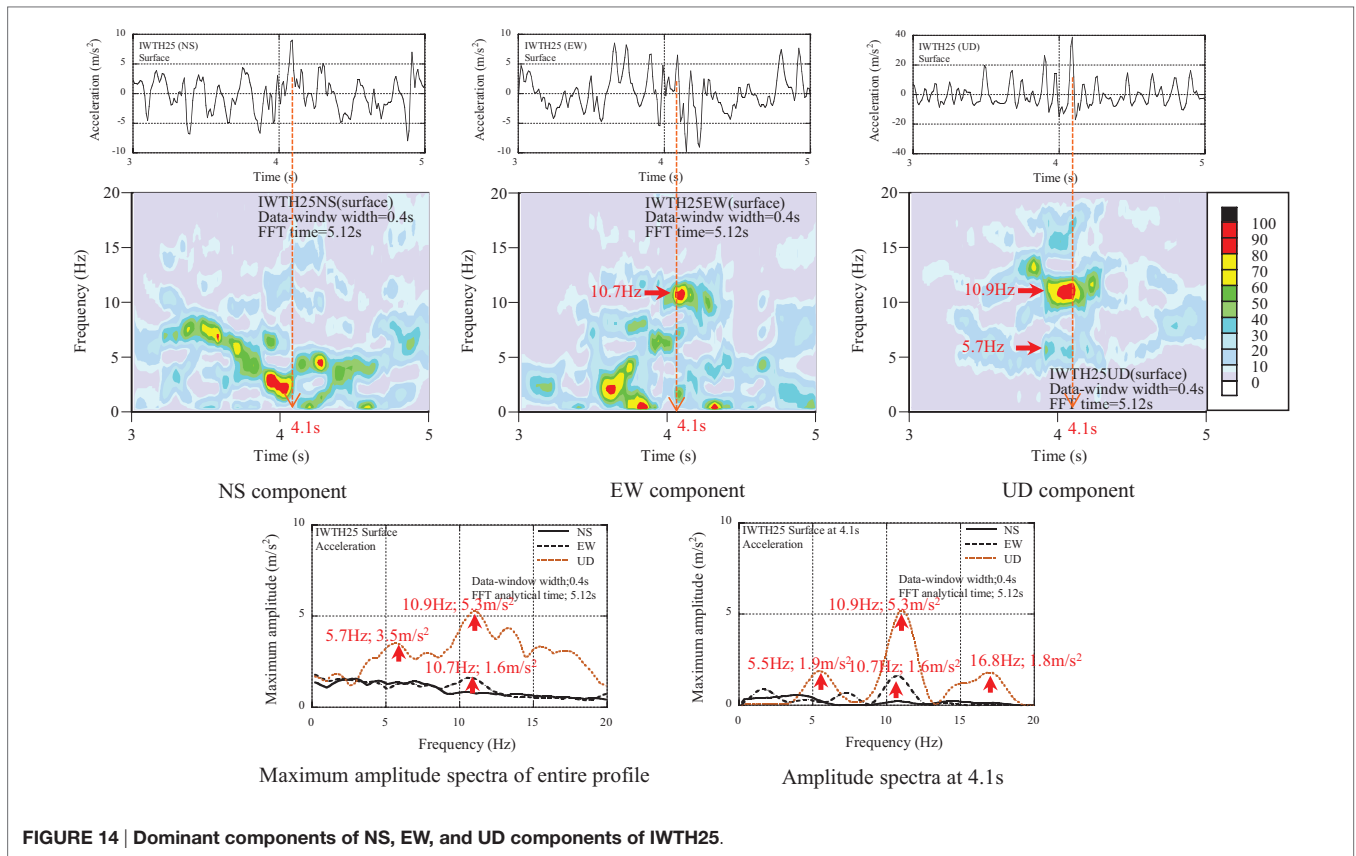 IWTH25 (NS)
Surface
Acceleration (m/s²)
10
5
0
-5
-10
3
4
5
Time (s)
IWTH25 (EW)
Surface
Acceleration (m/s²)
10
5
0
-5
-10
3
4
5
Time (s)
IWTH25 (UD)
Surface
Acceleration (m/s²)
40
20
0
-20
-40
3
4
5
Time (s)
IWTH25NS(surface)
Data-windw width=0.4s
FFT time=5.12s
Frequency (Hz)
20
15
10
5
0
3
4
5
4.1s
Time (s)
NS component
IWTH25EW(surface)
Data-windw width=0.4s
FFT time=5.12s
10.7Hz
Frequency (Hz)
20
15
10
5
0
3
4
5
4.1s
Time (s)
EW component
10.9Hz
5.7Hz
IWTH25UD(surface)
Data-windw width=0.4s
FFT time=5.12s
Frequency (Hz)
20
15
10
5
0
3
4
5
4.1s
Time (s)
UD component
100
90
80
70
60
50
40
30
20
10
0
IWTH25 Surface
Acceleration
NS
EW
UD
Data-window width;0.4s
FFT analytical time; 5.12s
10.9Hz; 5.3m/s²
5.7Hz; 3.5m/s²
10.7Hz; 1.6m/s²
Maximum amplitude (m/s²)
10
5
0
0
5
10
15
20
Frequency (Hz)
Maximum amplitude spectra of entire profile
IWTH25 Surface at 4.1s
Acceleration
NS
EW
UD
Data-window width;0.4s
FFT analytical time; 5.12s
10.9Hz; 5.3m/s²
5.5Hz; 1.9m/s²
10.7Hz; 1.6m/s²
16.8Hz; 1.8m/s²
Maximum amplitude (m/s²)
10
5
0
0
5
10
15
20
Frequency (Hz)
Amplitude spectra at 4.1s
FIGURE 14 | Dominant components of NS, EW, and UD components of IWTH25.